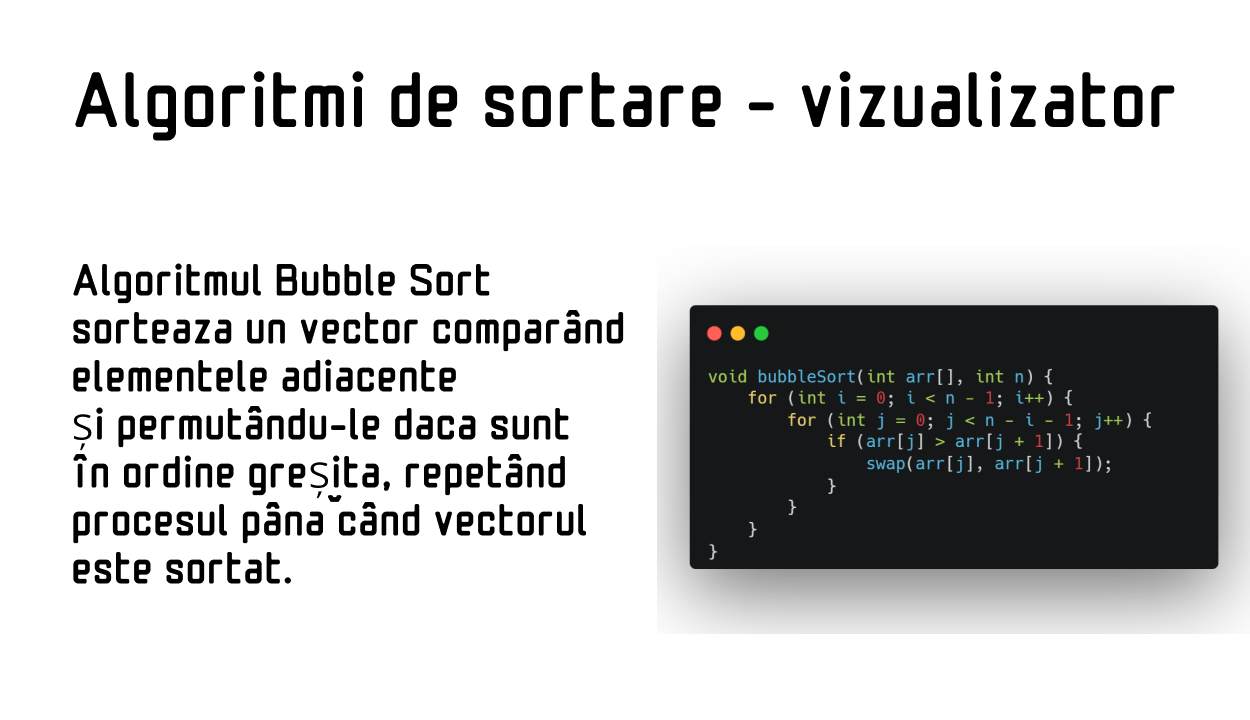 Algoritmi de sortare - vizualizator
Algoritmul Bubble Sort
sorteaza un vector comparând
elementele adiacente
și permutându-le daca sunt
în ordine greșita, repetând
procesul pâna ̆când vectorul
este sortat.
void bubbleSort(int arr[], int n) {
    for (int i = 0; i < n - 1; i++) {
        for (int j = 0; j < n - i - 1; j++) {
            if (arr[j] > arr[j + 1]) {
                swap(arr[j], arr[j + 1]);
            }
        }
    }
}